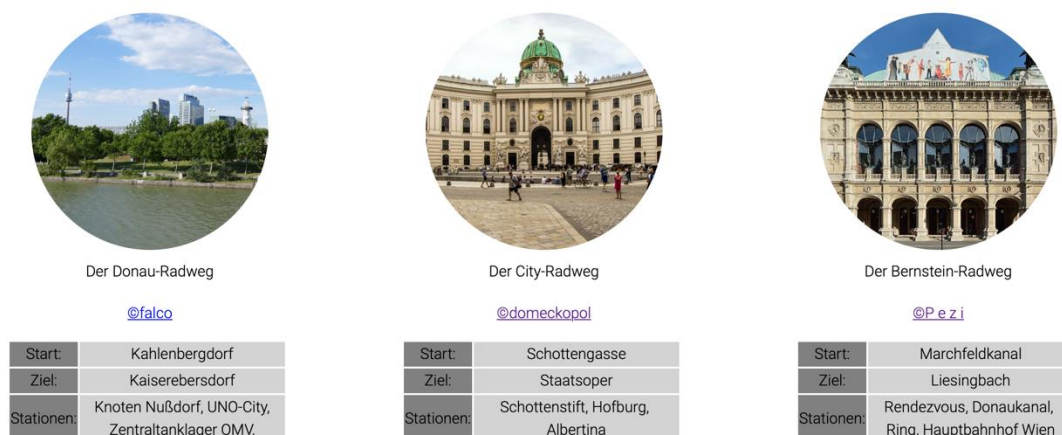 Der Donau-Radweg
©falco
Start: Kahlenbergdorf
Ziel: Kaiserebersdorf
Stationen: Knoten Nußdorf, UNO-City,
Zentraltanklager OMV,
Der City-Radweg
©domeckopol
Start: Schottengasse
Ziel: Staatsoper
Stationen: Schottenstift, Hofburg,
Albertina
Der Bernstein-Radweg
©P e z i
Start: Marchfeldkanal
Ziel: Liesingbach
Stationen: Rendezvous, Donaukanal,
Ring, Hauptbahnhof Wien